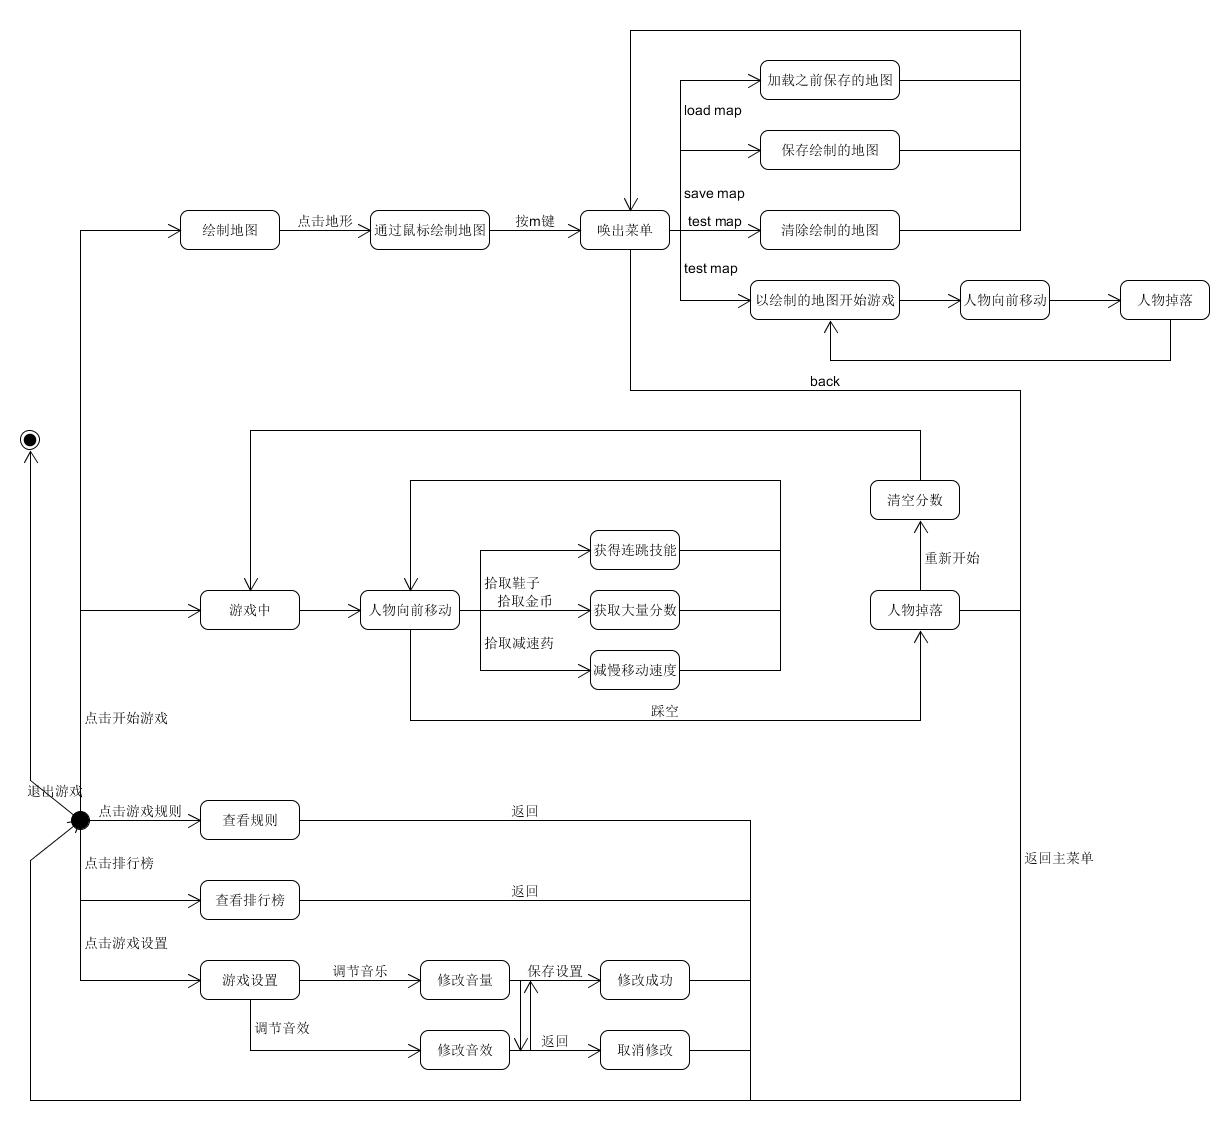 加载之前保存的地图
load map
保存绘制的地图
save map
绘制地图
点击地形
通过鼠标绘制地图
按m键
唤出菜单
test map
清除绘制的地图
test map
以绘制的地图开始游戏
人物向前移动
人物掉落
back
清空分数
获得连跳技能
重新开始
拾取鞋子
拾取金币
游戏中
人物向前移动
获取大量分数
人物掉落
拾取减速药
减慢移动速度
踩空
点击开始游戏
退出游戏
点击游戏规则
查看规则
返回
返回主菜单
点击排行榜
查看排行榜
返回
点击游戏设置
游戏设置
调节音乐
修改音量
保存设置
修改成功
调节音效
修改音效
返回
取消修改